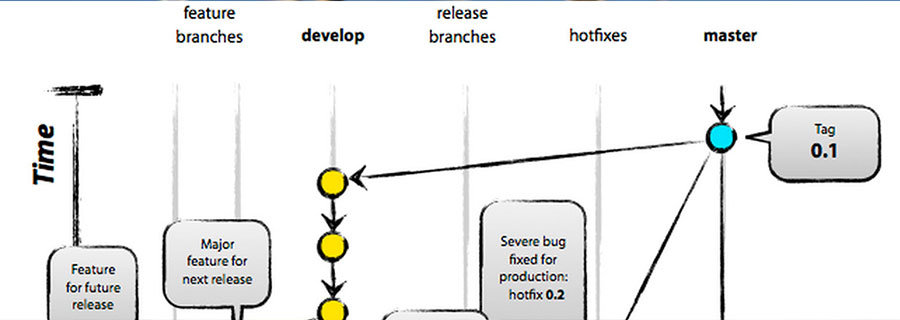 feature
branches
develop
release
branches
hotfixes
master
Time
Tag
0.1
Major
feature for
next release
Feature
for future
release
Severe bug
fixed for
production:
hotfix 0.2